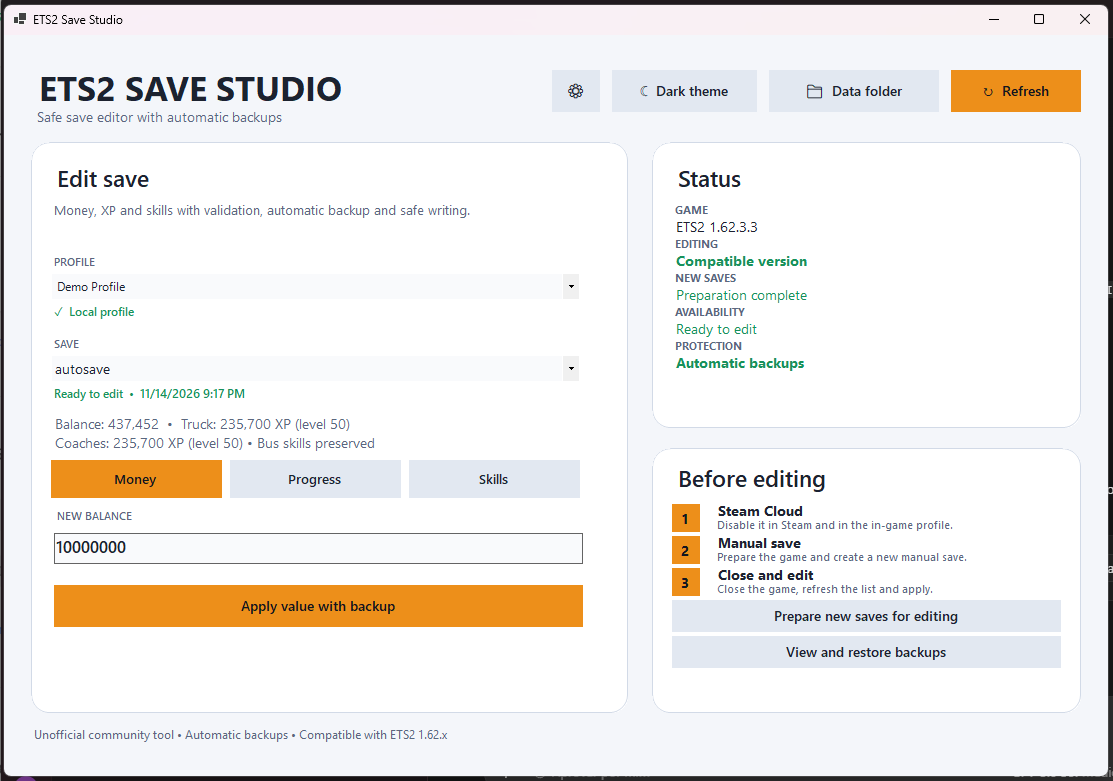 ETS2 Save Studio
ETS2 SAVE STUDIO
Safe save editor with automatic backups
☾ Dark theme
Data folder
↻ Refresh
Edit save
Money, XP and skills with validation, automatic backup and safe writing.
PROFILE
Demo Profile
✓ Local profile
SAVE
autosave
Ready to edit • 11/14/2026 9:17 PM
Balance: 437,452 • Truck: 235,700 XP (level 50)
Coaches: 235,700 XP (level 50) • Bus skills preserved
Money
Progress
Skills
NEW BALANCE
10000000
Apply value with backup
Status
GAME
ETS2 1.62.3.3
EDITING
Compatible version
NEW SAVES
Preparation complete
AVAILABILITY
Ready to edit
PROTECTION
Automatic backups
Before editing
1 Steam Cloud
Disable it in Steam and in the in-game profile.
2 Manual save
Prepare the game and create a new manual save.
3 Close and edit
Close the game, refresh the list and apply.
Prepare new saves for editing
View and restore backups
Unofficial community tool • Automatic backups • Compatible with ETS2 1.62.x